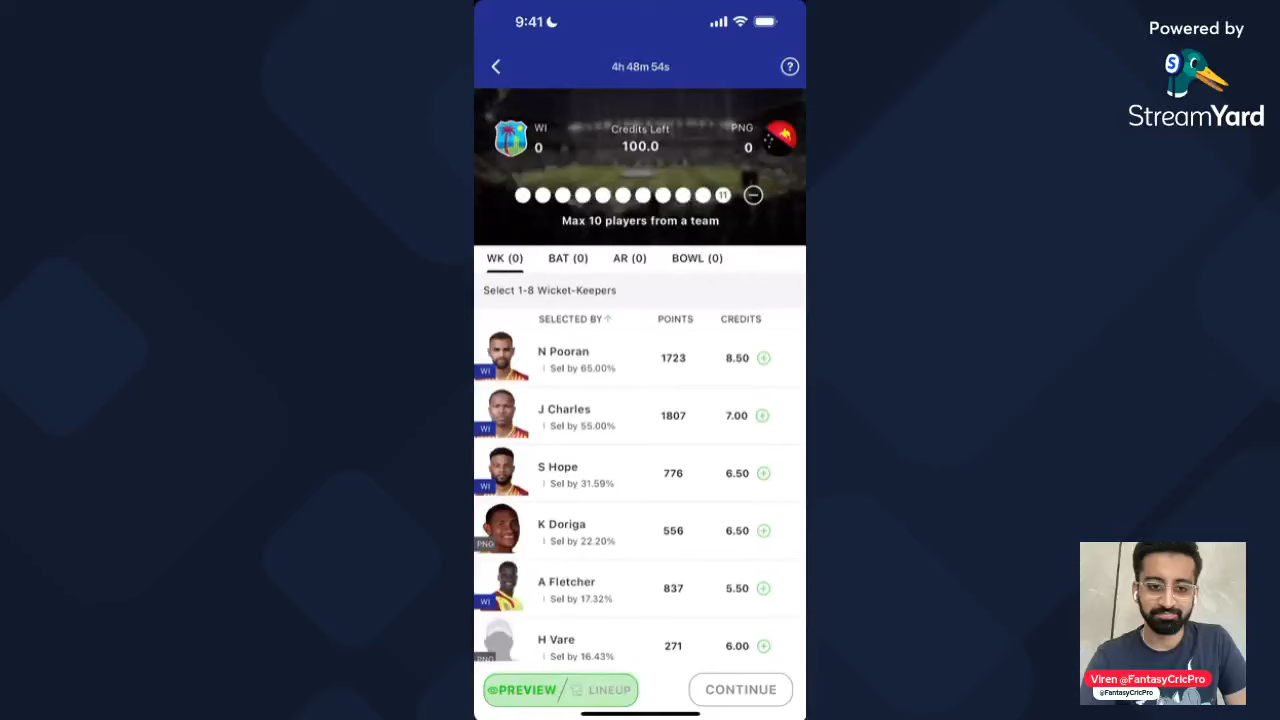 9:41
Powered by
S
StreamYard
4h 48m 54s
?
WI
0
Credits Left
100.0
PNG
0
11
Max 10 players from a team
WK (0) BAT (0) AR (0) BOWL (0)
Select 1-8 Wicket-Keepers
SELECTED BY POINTS CREDITS
WI
N Pooran
Sel by 65.00%
1723 8.50
WI
J Charles
Sel by 55.00%
1807 7.00
WI
S Hope
Sel by 31.59%
776 6.50
PNG
K Doriga
Sel by 22.20%
556 6.50
WI
A Fletcher
Sel by 17.32%
837 5.50
PNG
H Vare
Sel by 16.43%
271 6.00
PREVIEW / LINEUP
CONTINUE
Viren @FantasyCricPro
@FantasyCricPro